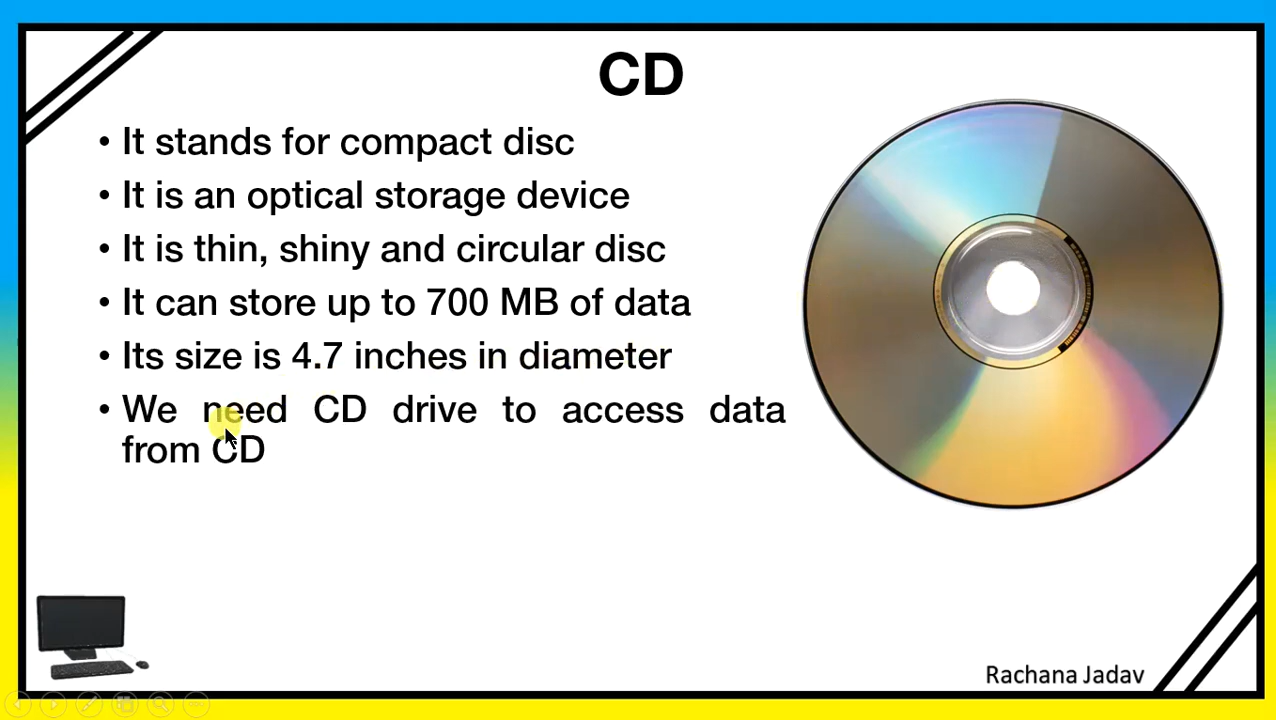 CD
• It stands for compact disc
• It is an optical storage device
• It is thin, shiny and circular disc
• It can store up to 700 MB of data
• Its size is 4.7 inches in diameter
• We need CD drive to access data
from CD
Rachana Jadav